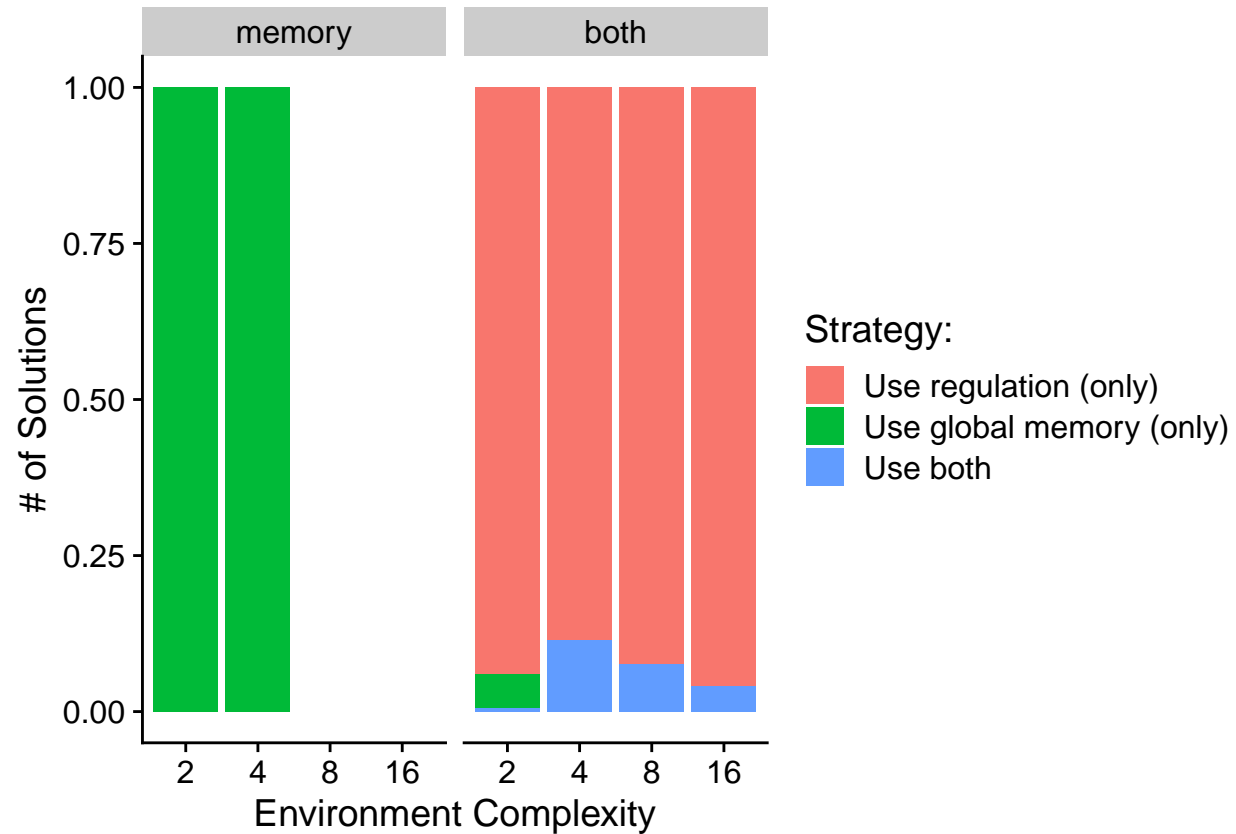 memory both
1.00
0.75
0.50
0.25
0.00
# of Solutions
2 4 8 16 2 4 8 16
Environment Complexity
Strategy:
Use regulation (only)
Use global memory (only)
Use both